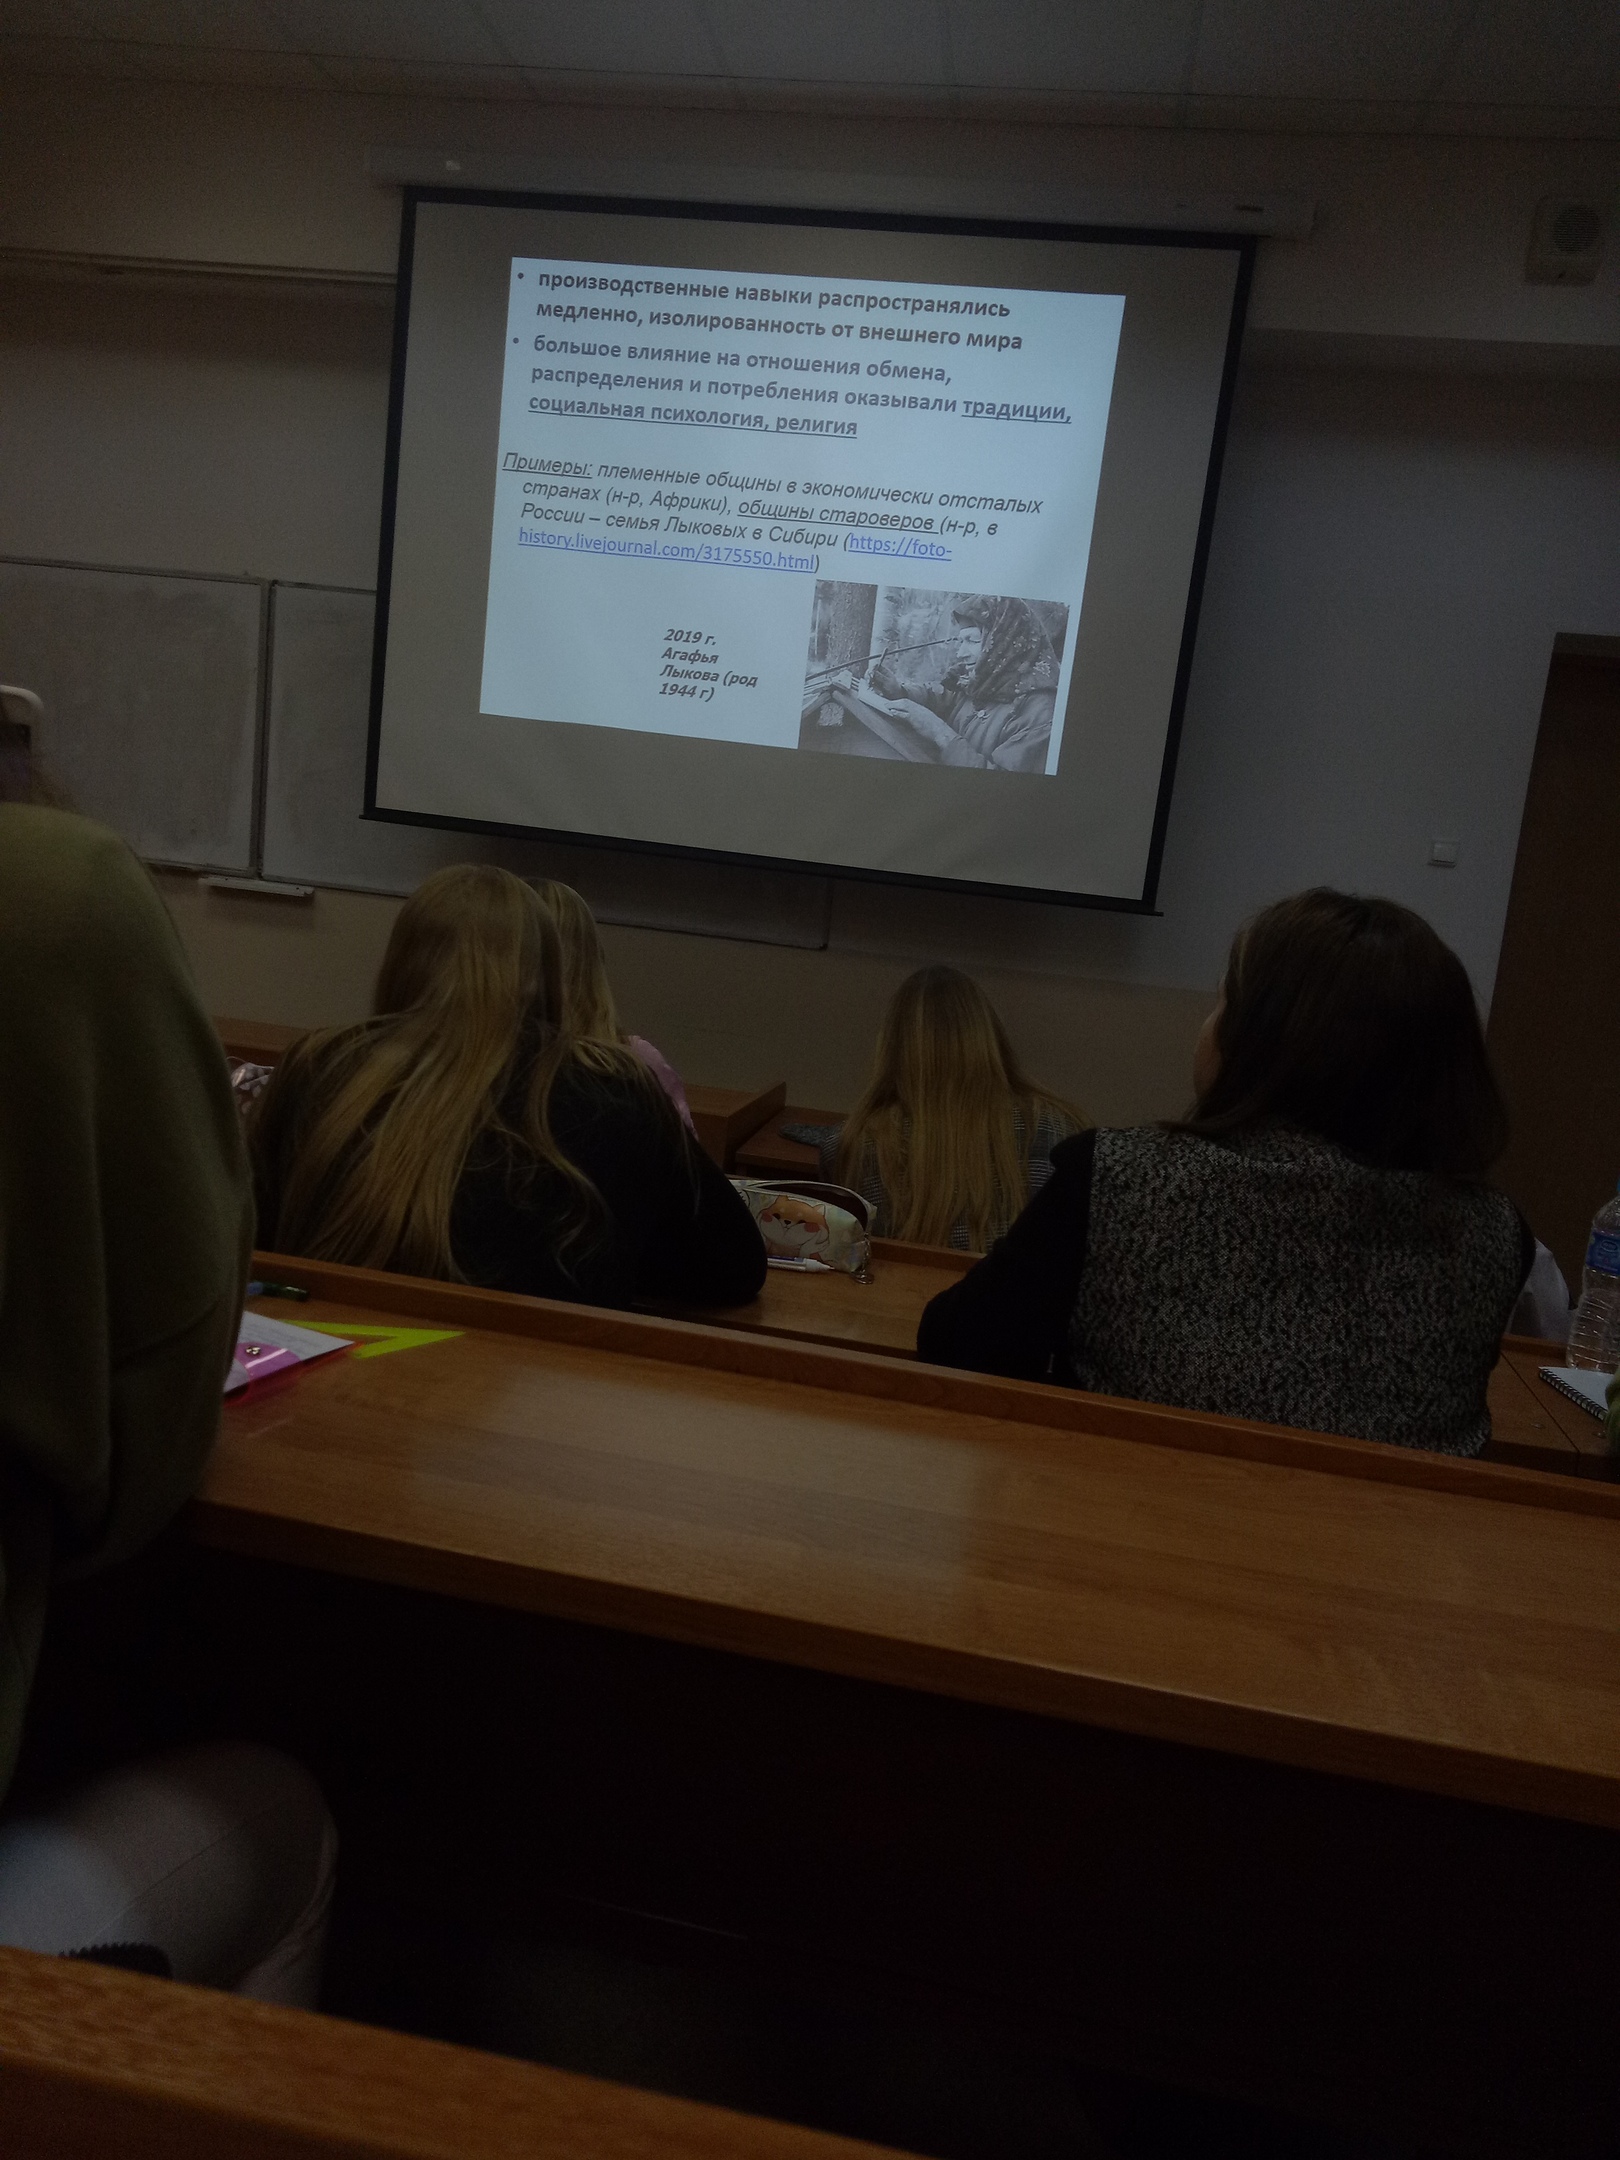 • производственные навыки распространялись
медленно, изолированность от внешнего мира
• большое влияние на отношения обмена,
распределения и потребления оказывали традиции,
социальная психология, религия
Примеры: племенные общины в экономически отсталых
странах (н-р, Африки), общины староверов (н-р, в
России – семья Лыковых в Сибири (https://foto-
history.livejournal.com/3175550.html)
2019 г.
Агафья
Лыкова (род
1944 г)